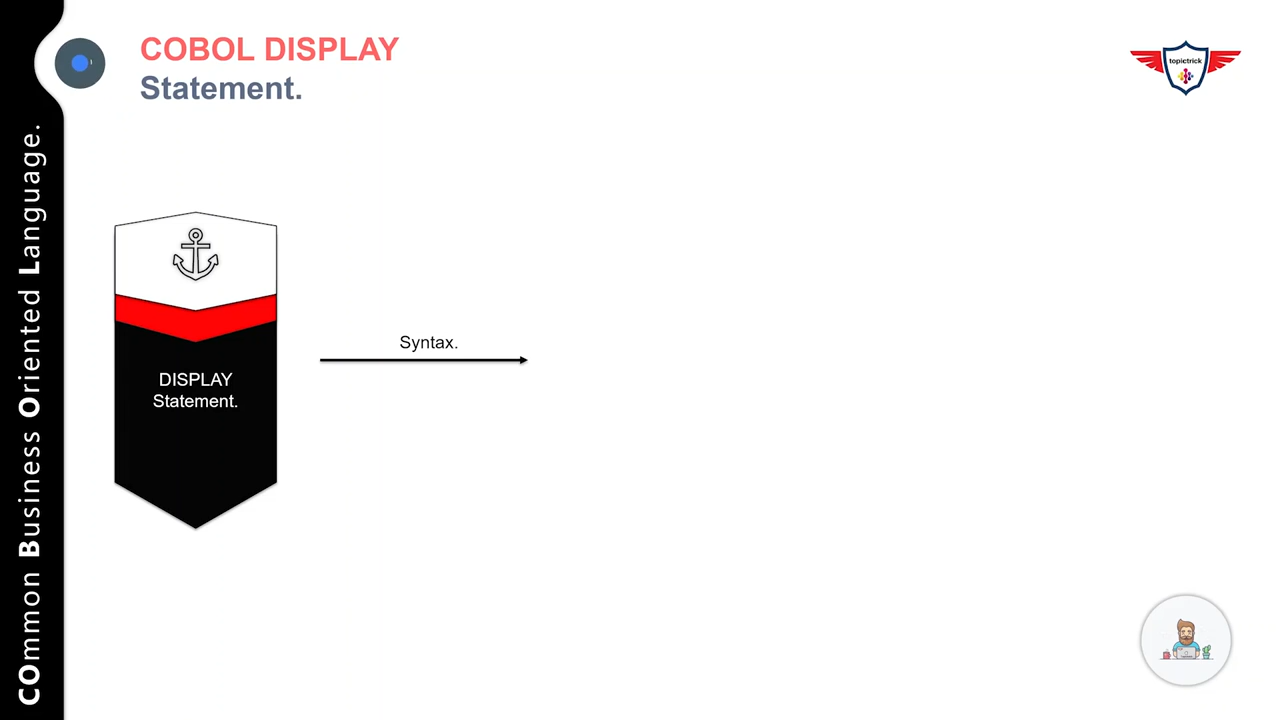 COBOL DISPLAY
Statement.
topictrick
COmmon Business Oriented Language.
Syntax.
DISPLAY
Statement.